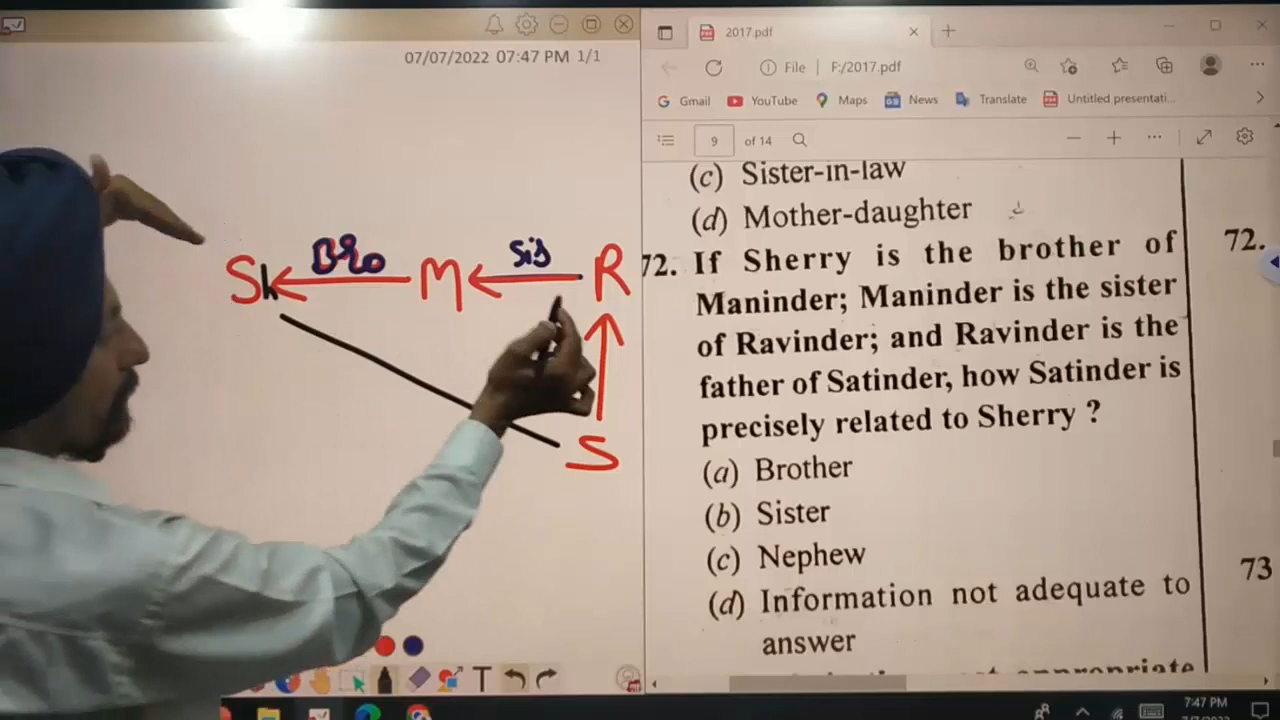 07/07/2022 07:47 PM 1/1
Sh Bro M Sis R
S
T
2017.pdf
File F:/2017.pdf
Gmail YouTube Maps News Translate Untitled presentati...
9 of 14
(c) Sister-in-law
(d) Mother-daughter
72. If Sherry is the brother of
Maninder; Maninder is the sister
of Ravinder; and Ravinder is the
father of Satinder, how Satinder is
precisely related to Sherry ?
(a) Brother
(b) Sister
(c) Nephew
(d) Information not adequate to
answer
72.
73
7:47 PM